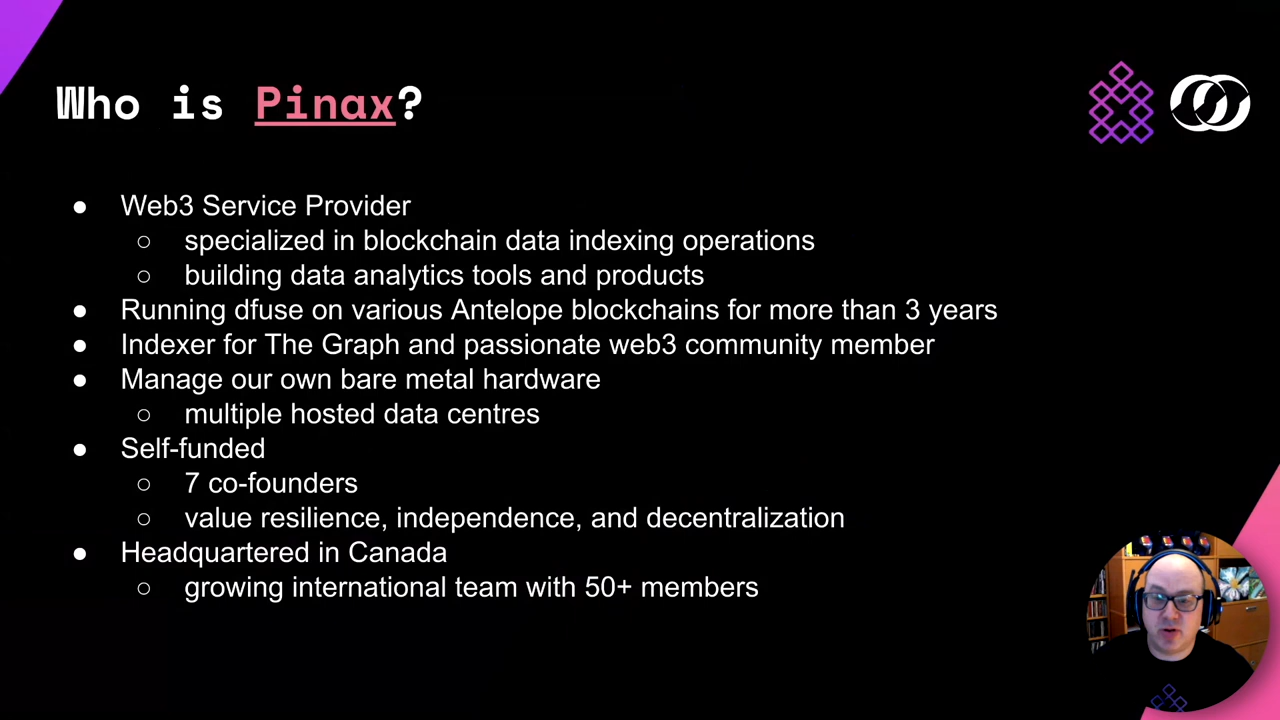 Who is Pinax?
● Web3 Service Provider
○ specialized in blockchain data indexing operations
○ building data analytics tools and products
● Running dfuse on various Antelope blockchains for more than 3 years
● Indexer for The Graph and passionate web3 community member
● Manage our own bare metal hardware
○ multiple hosted data centres
● Self-funded
○ 7 co-founders
○ value resilience, independence, and decentralization
● Headquartered in Canada
○ growing international team with 50+ members